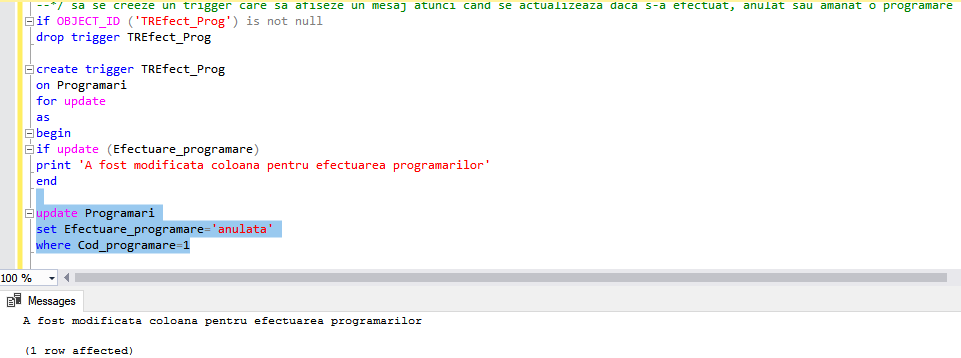 --*/ sa se creeze un trigger care sa afiseze un mesaj atunci cand se actualizeaza daca s-a efectuat, anulat sau amanat o programare
if OBJECT_ID ('TREfect_Prog') is not null
drop trigger TREfect_Prog
create trigger TREfect_Prog
on Programari
for update
as
begin
if update (Efectuare_programare)
print 'A fost modificata coloana pentru efectuarea programarilor'
end
update Programari
set Efectuare_programare='anulata'
where Cod_programare=1
100 %
Messages
A fost modificata coloana pentru efectuarea programarilor
(1 row affected)